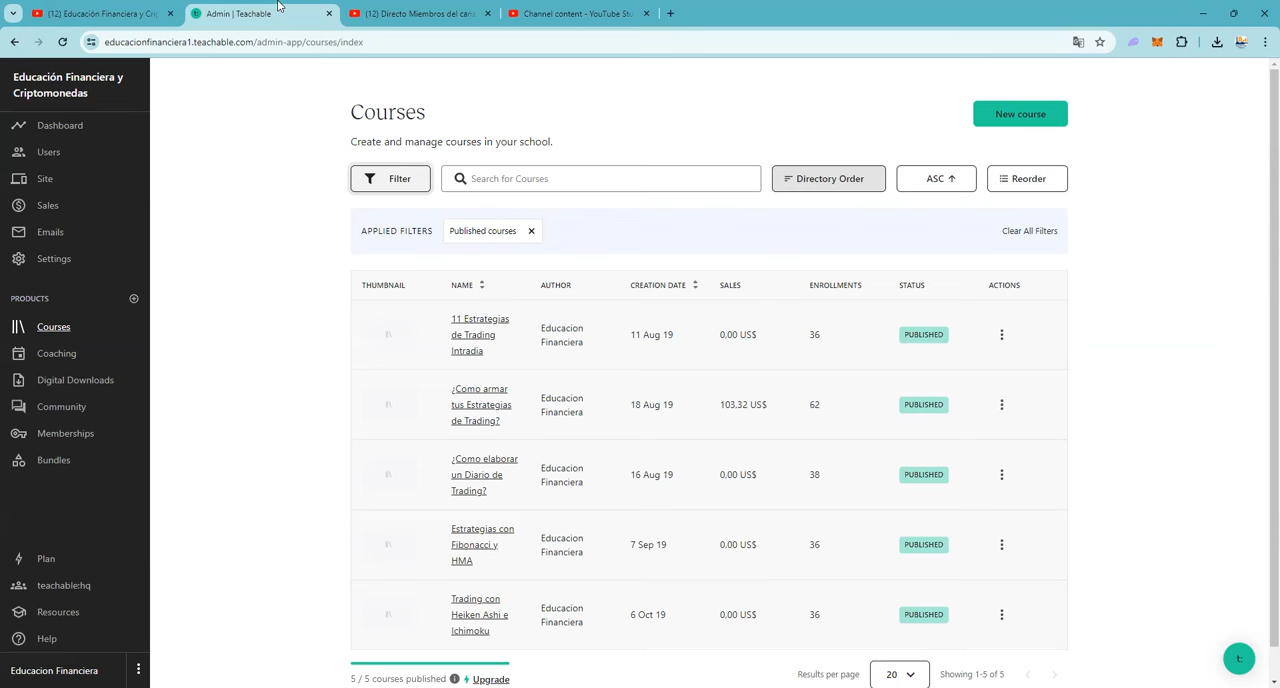 (12) Educación Financiera y Crip
Admin | Teachable
(12) Directo Miembros del cana
Channel content - YouTube Stu
educacionfinanciera1.teachable.com/admin-app/courses/index
Educación Financiera y
Criptomonedas
Dashboard
Users
Site
Sales
Emails
Settings
PRODUCTS
Courses
Coaching
Digital Downloads
Community
Memberships
Bundles
Plan
teachable:hq
Resources
Help
Educacion Financiera
Courses
New course
Create and manage courses in your school.
Filter
Search for Courses
Directory Order
ASC ↑
Reorder
APPLIED FILTERS
Published courses ×
Clear All Filters
THUMBNAIL NAME AUTHOR CREATION DATE SALES ENROLLMENTS STATUS ACTIONS
11 Estrategias
de Trading
Intradia
Educacion
Financiera
11 Aug 19
0,00 US$
36
PUBLISHED
¿Como armar
tus Estrategias
de Trading?
Educacion
Financiera
18 Aug 19
103,32 US$
62
PUBLISHED
¿Como elaborar
un Diario de
Trading?
Educacion
Financiera
16 Aug 19
0,00 US$
38
PUBLISHED
Estrategias con
Fibonacci y
HMA
Educacion
Financiera
7 Sep 19
0,00 US$
36
PUBLISHED
Trading con
Heiken Ashi e
Ichimoku
Educacion
Financiera
6 Oct 19
0,00 US$
36
PUBLISHED
5 / 5 courses published
Upgrade
Results per page
20
Showing 1-5 of 5
t: